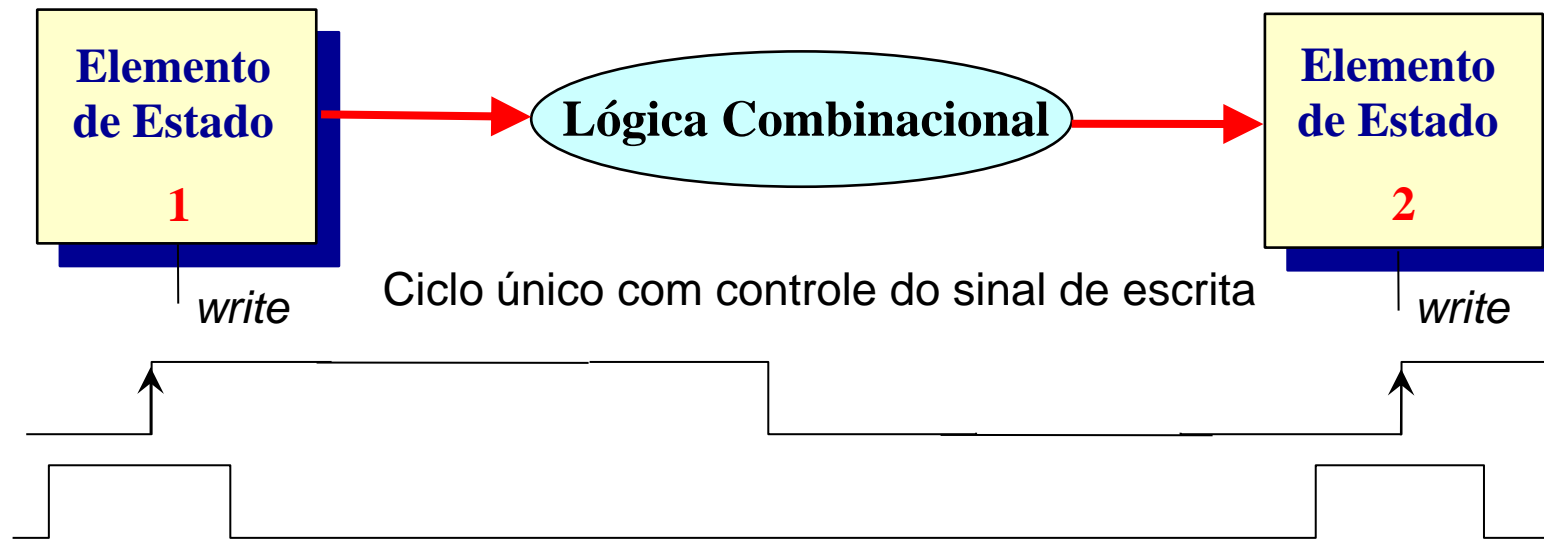 Elemento
de Estado
1
Lógica Combinacional
Elemento
de Estado
2
write
Ciclo único com controle do sinal de escrita
write